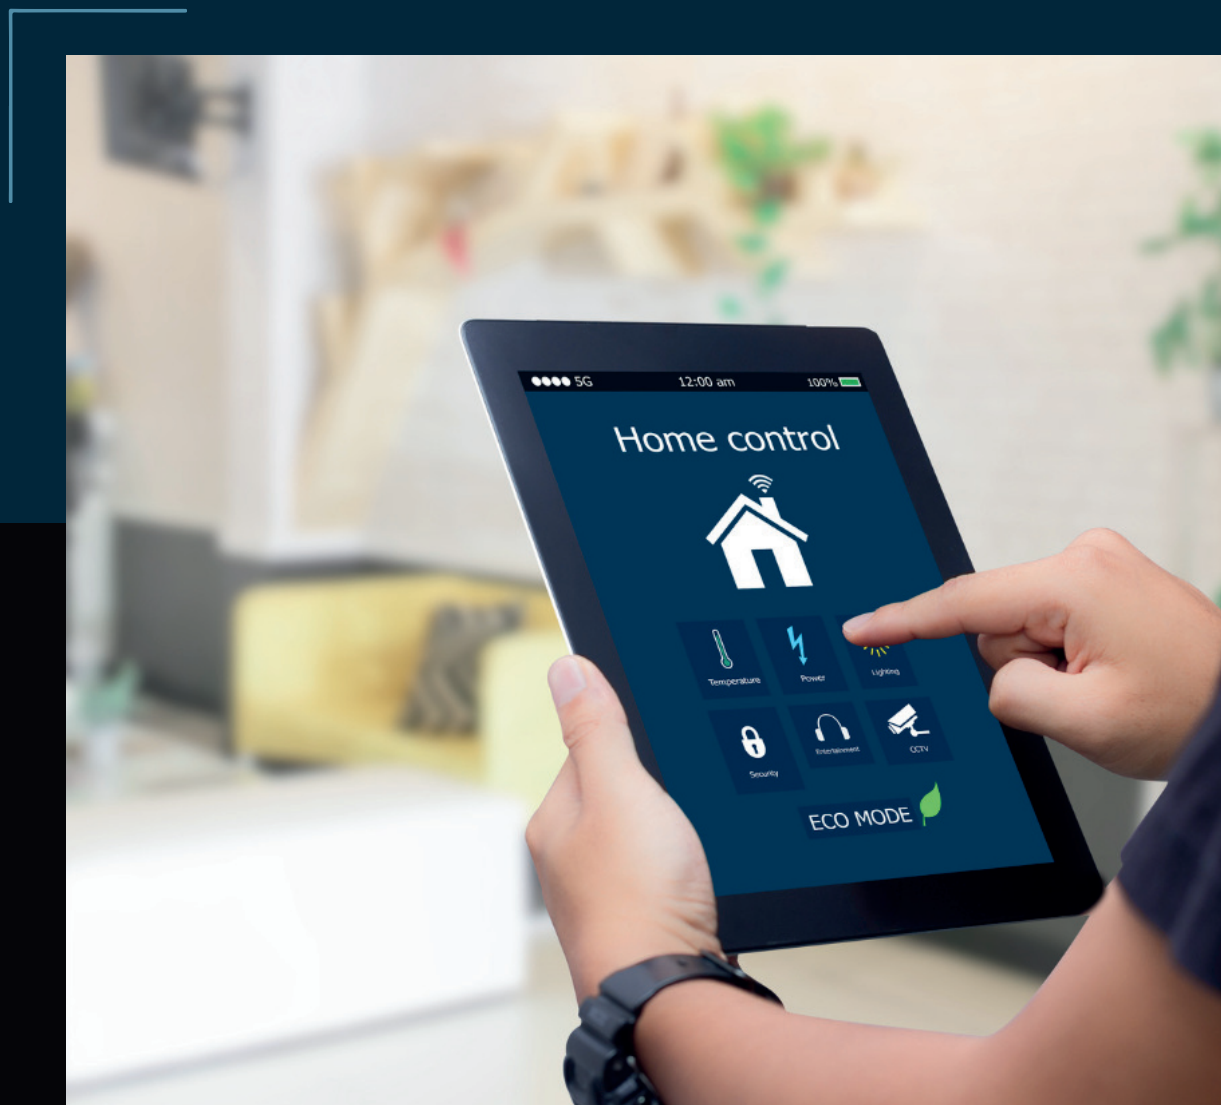 5G 12:00 am 100%
Home control
Temperature Power Lighting
Security Entertainment CCTV
ECO MODE